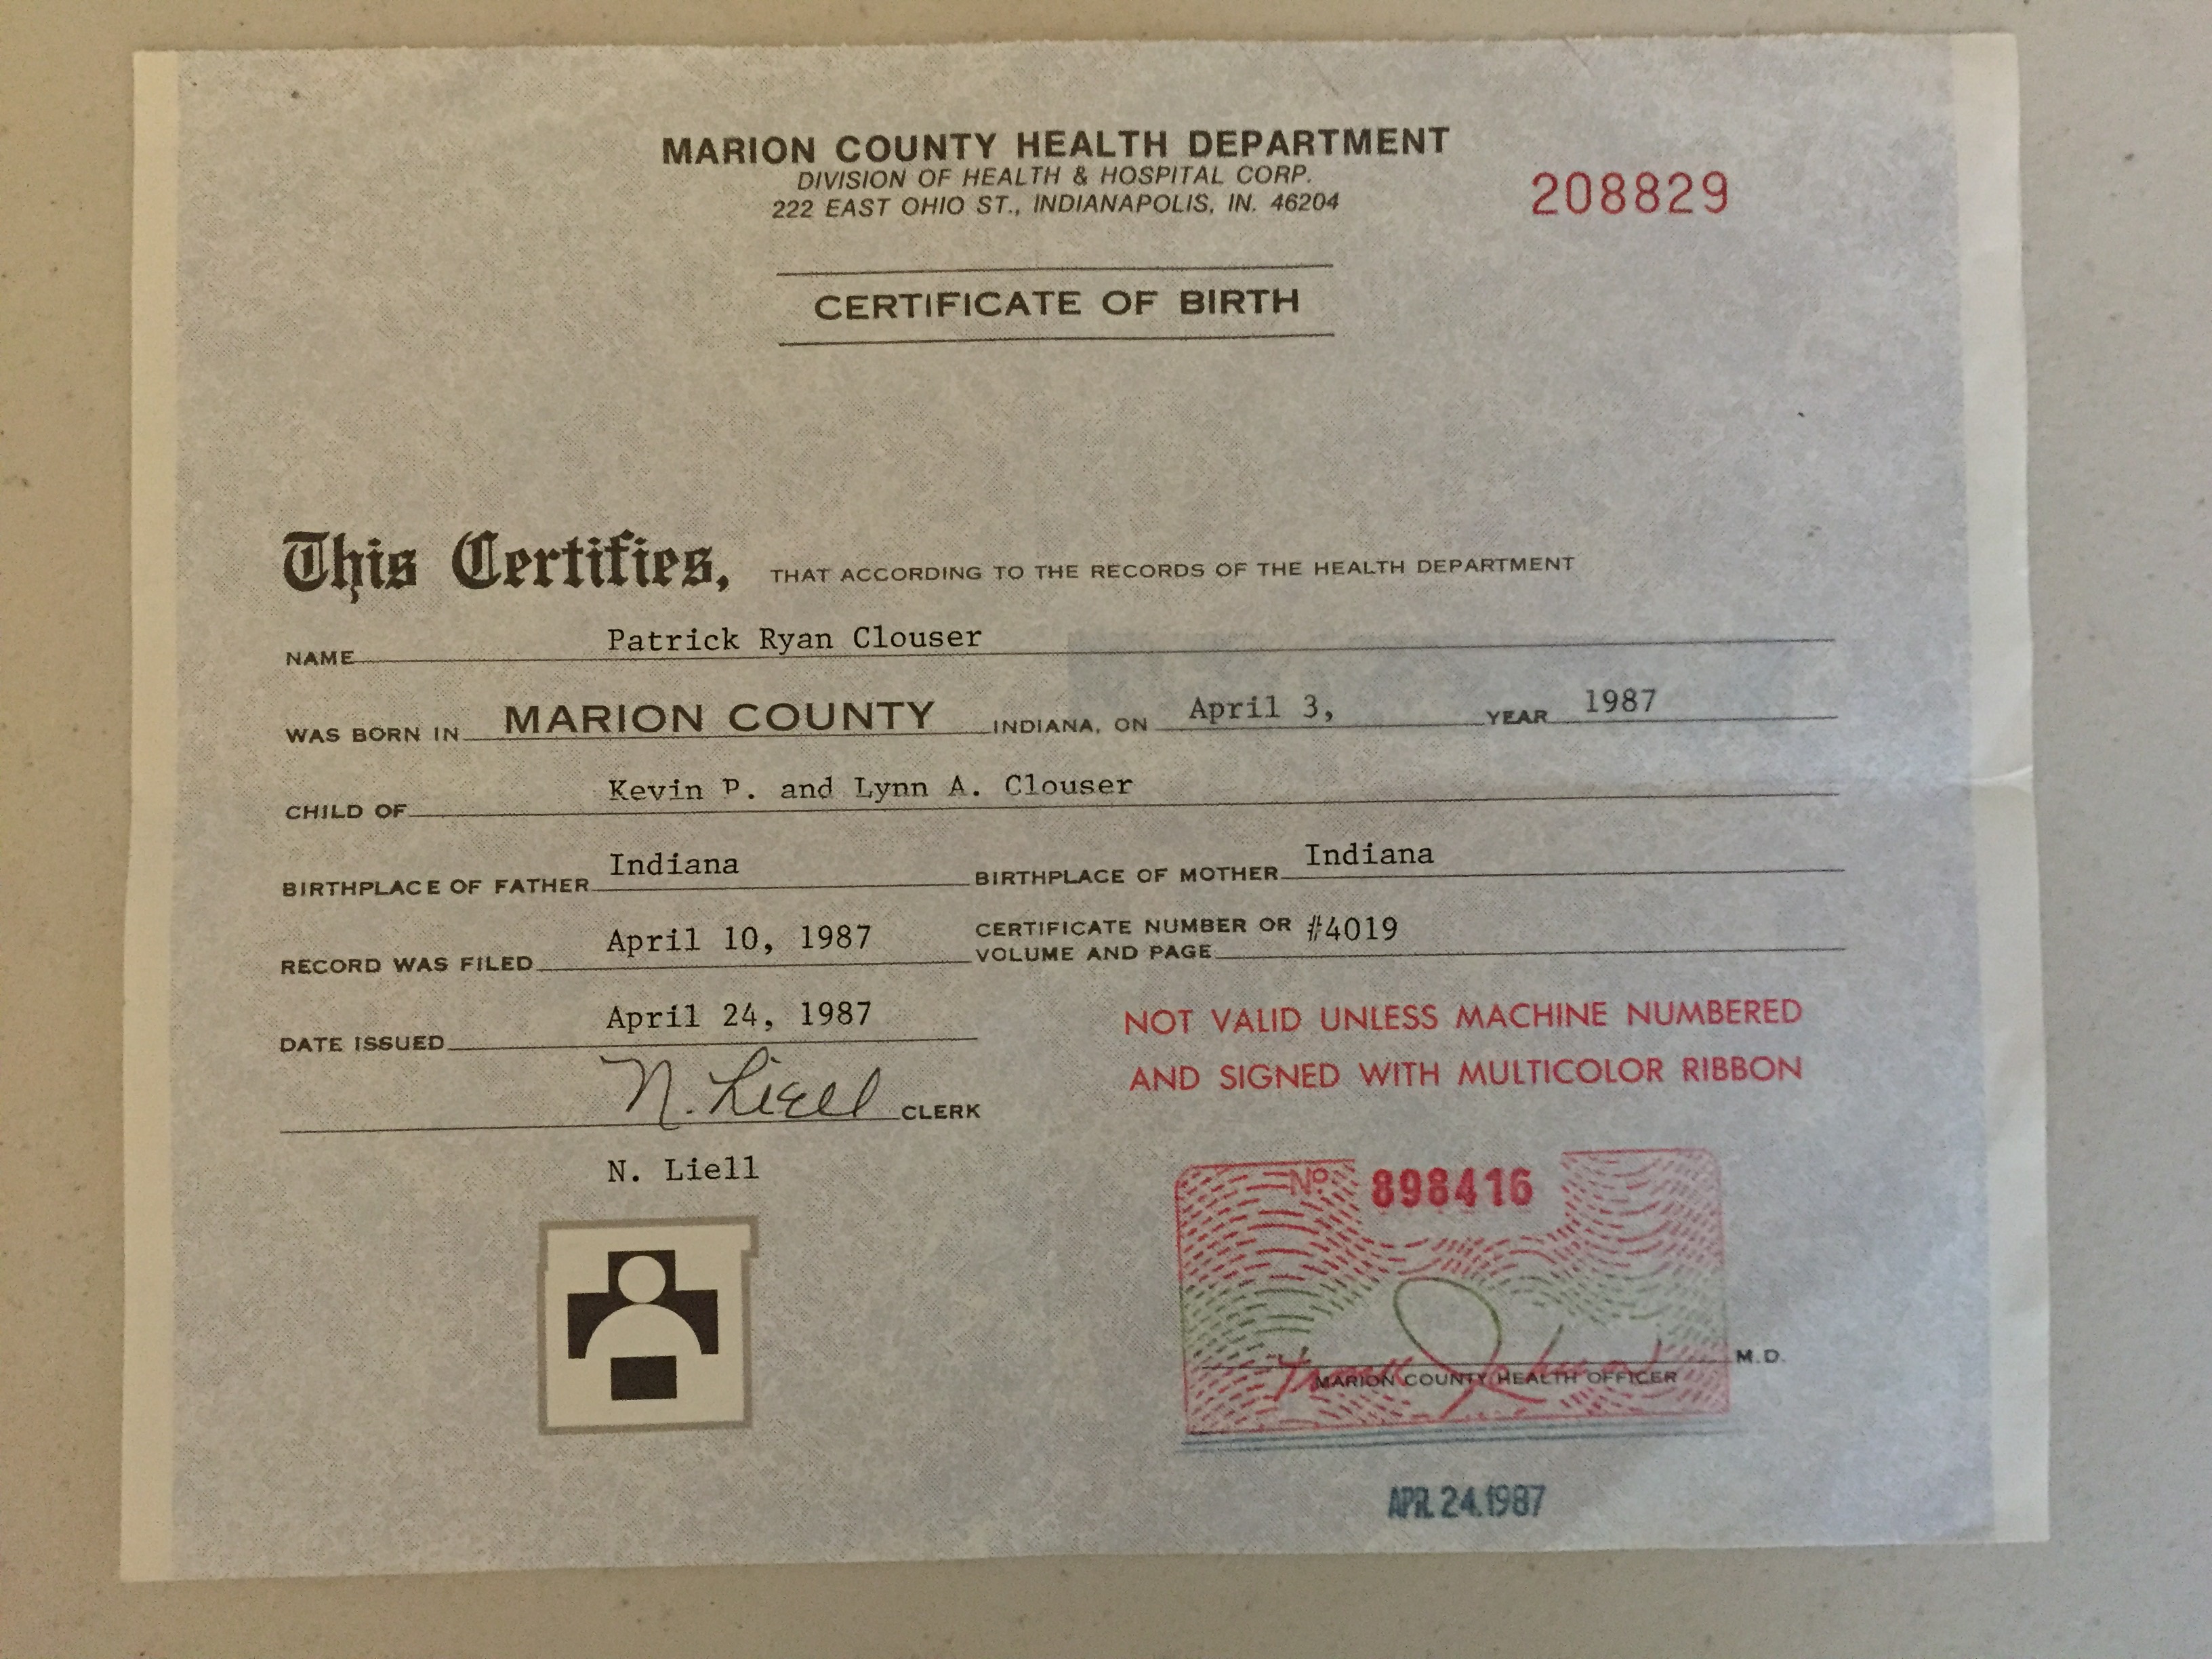 MARION COUNTY HEALTH DEPARTMENT
DIVISION OF HEALTH & HOSPITAL CORP.
222 EAST OHIO ST., INDIANAPOLIS, IN. 46204
208829
CERTIFICATE OF BIRTH
This Certifies, THAT ACCORDING TO THE RECORDS OF THE HEALTH DEPARTMENT
NAME Patrick Ryan Clouser
WAS BORN IN MARION COUNTY INDIANA, ON April 3, YEAR 1987
CHILD OF Kevin P. and Lynn A. Clouser
BIRTHPLACE OF FATHER Indiana BIRTHPLACE OF MOTHER Indiana
RECORD WAS FILED April 10, 1987 CERTIFICATE NUMBER OR VOLUME AND PAGE #4019
DATE ISSUED April 24, 1987
NOT VALID UNLESS MACHINE NUMBERED
AND SIGNED WITH MULTICOLOR RIBBON
N. Liell CLERK
N. Liell
Nº 898416
M.D.
MARION COUNTY HEALTH OFFICER
APR. 24. 1987